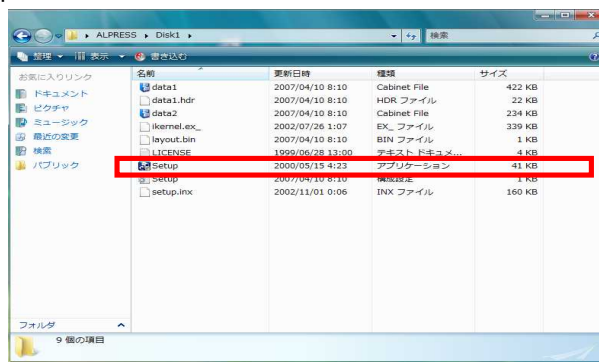 ALPRESS ▸ Disk1 ▸ 検索
整理 表示 書き込む
お気に入りリンク
ドキュメント
ピクチャ
ミュージック
最近の変更
検索
パブリック
名前 更新日時 種類 サイズ
data1 2007/04/10 8:10 Cabinet File 422 KB
data1.hdr 2007/04/10 8:10 HDR ファイル 22 KB
data2 2007/04/10 8:10 Cabinet File 234 KB
ikernel.ex_ 2002/07/26 1:07 EX_ ファイル 339 KB
layout.bin 2007/04/10 8:10 BIN ファイル 1 KB
LICENSE 1999/06/28 13:00 テキスト ドキュメ... 4 KB
Setup 2000/05/15 4:23 アプリケーション 41 KB
Setup 2007/04/10 8:10 構成設定 1 KB
setup.inx 2002/11/01 0:06 INX ファイル 160 KB
フォルダ
9 個の項目